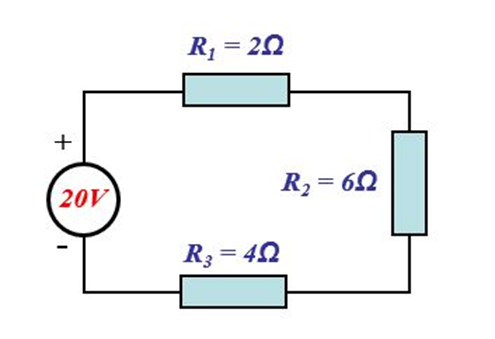 R₁ = 2Ω
+
20V
R₂ = 6Ω
-
R₃ = 4Ω